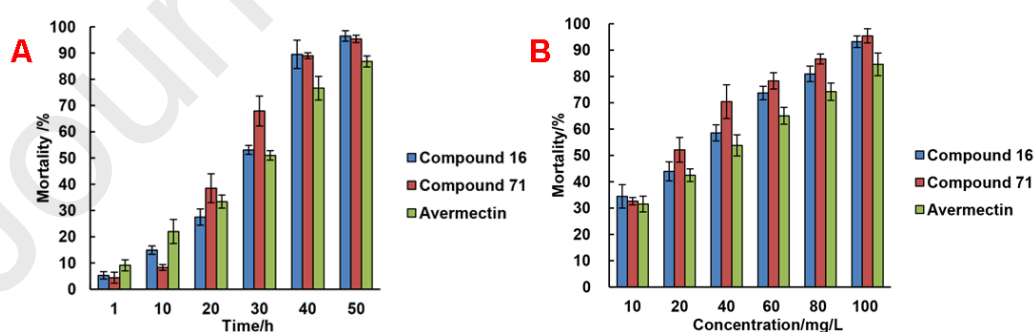 Jour
A
Mortality /%
100
90
80
70
60
50
40
30
20
10
0
1 10 20 30 40 50
Time/h
Compound 16
Compound 71
Avermectin
B
Mortality/%
100
90
80
70
60
50
40
30
20
10
0
10 20 40 60 80 100
Concentration/mg/L
Compound 16
Compound 71
Avermectin